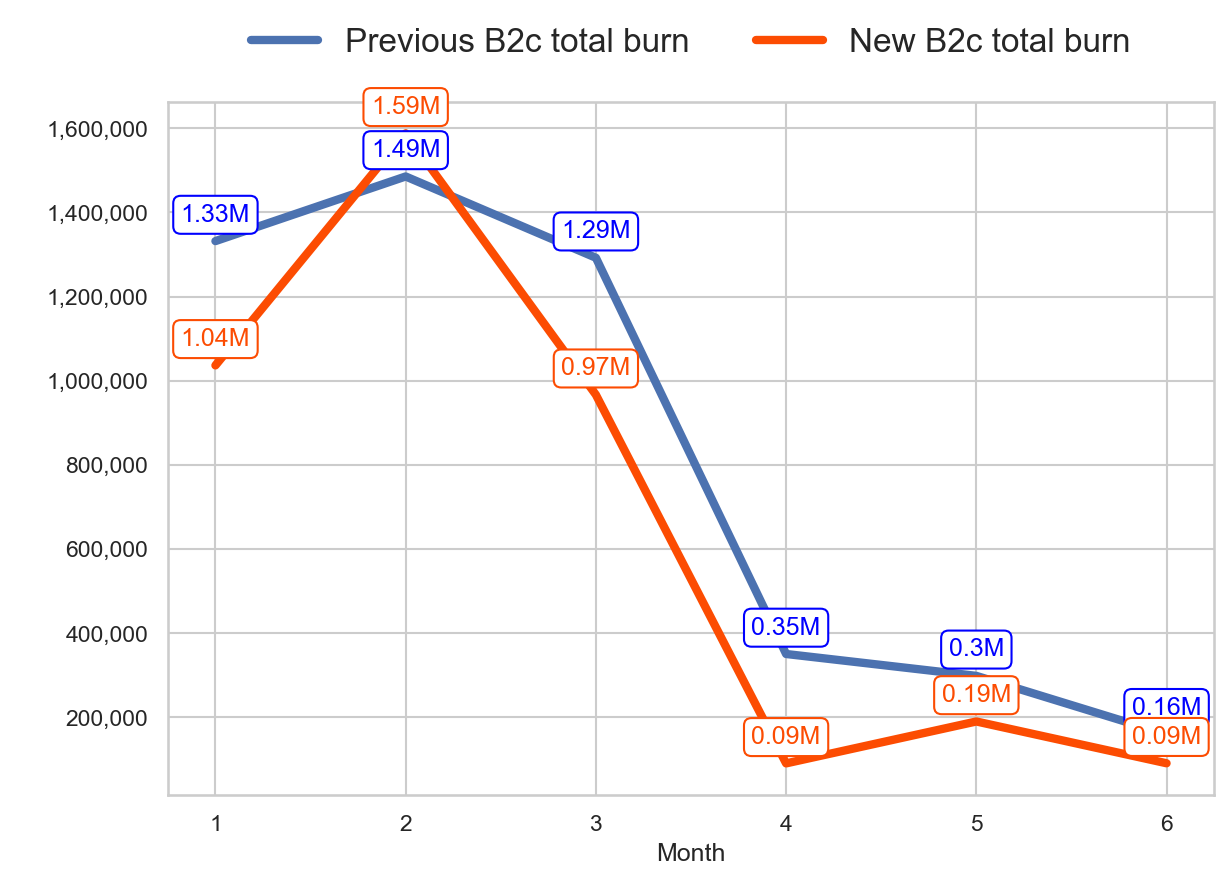 Previous B2c total burn New B2c total burn
1.59M
1,600,000
1.49M
1.33M
1,400,000
1.29M
1,200,000
1.04M
0.97M
1,000,000
800,000
600,000
0.35M
400,000
0.3M
0.19M
0.16M
200,000
0.09M
0.09M
1 2 3 4 5 6
Month